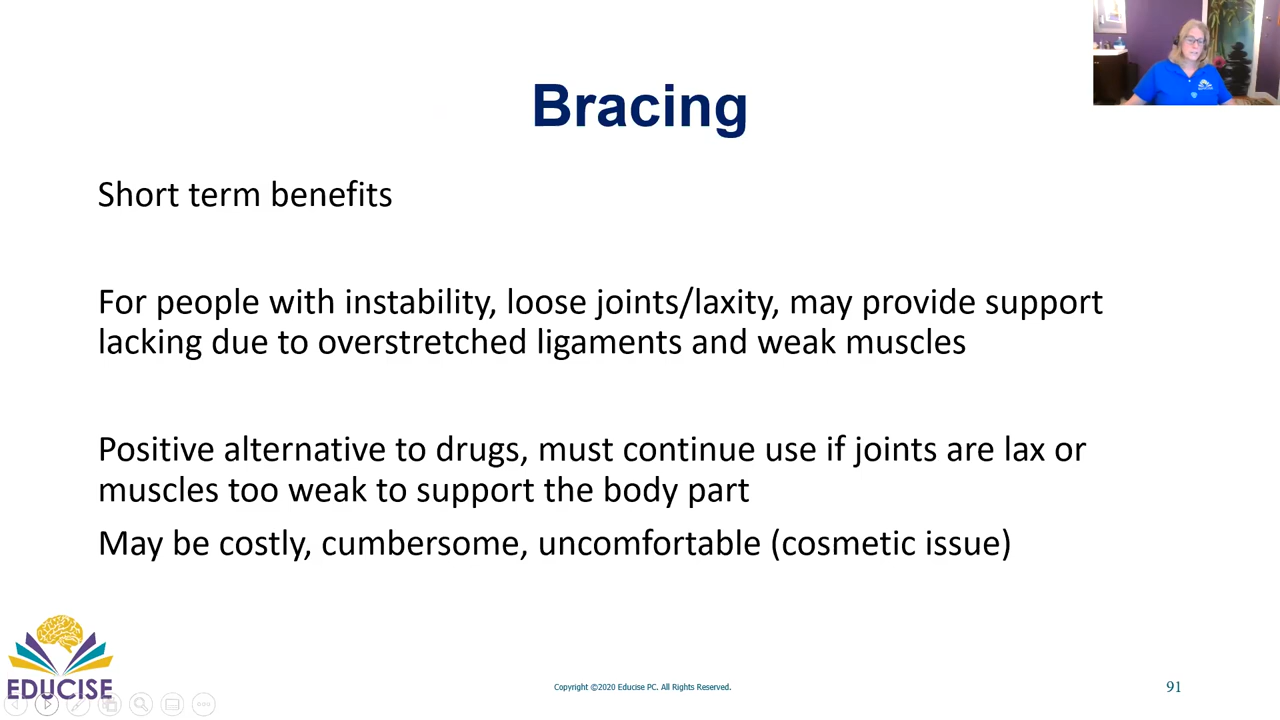 Bracing
Short term benefits
For people with instability, loose joints/laxity, may provide support
lacking due to overstretched ligaments and weak muscles
Positive alternative to drugs, must continue use if joints are lax or
muscles too weak to support the body part
May be costly, cumbersome, uncomfortable (cosmetic issue)
EDUCISE
Copyright ©2020 Educise PC. All Rights Reserved.
91